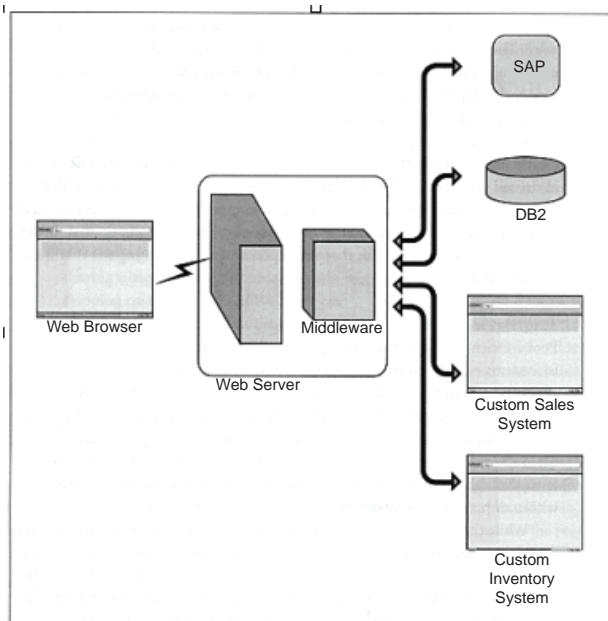 SAP
DB2
Web Browser
Middleware
Web Server
Custom Sales
System
Custom
Inventory
System